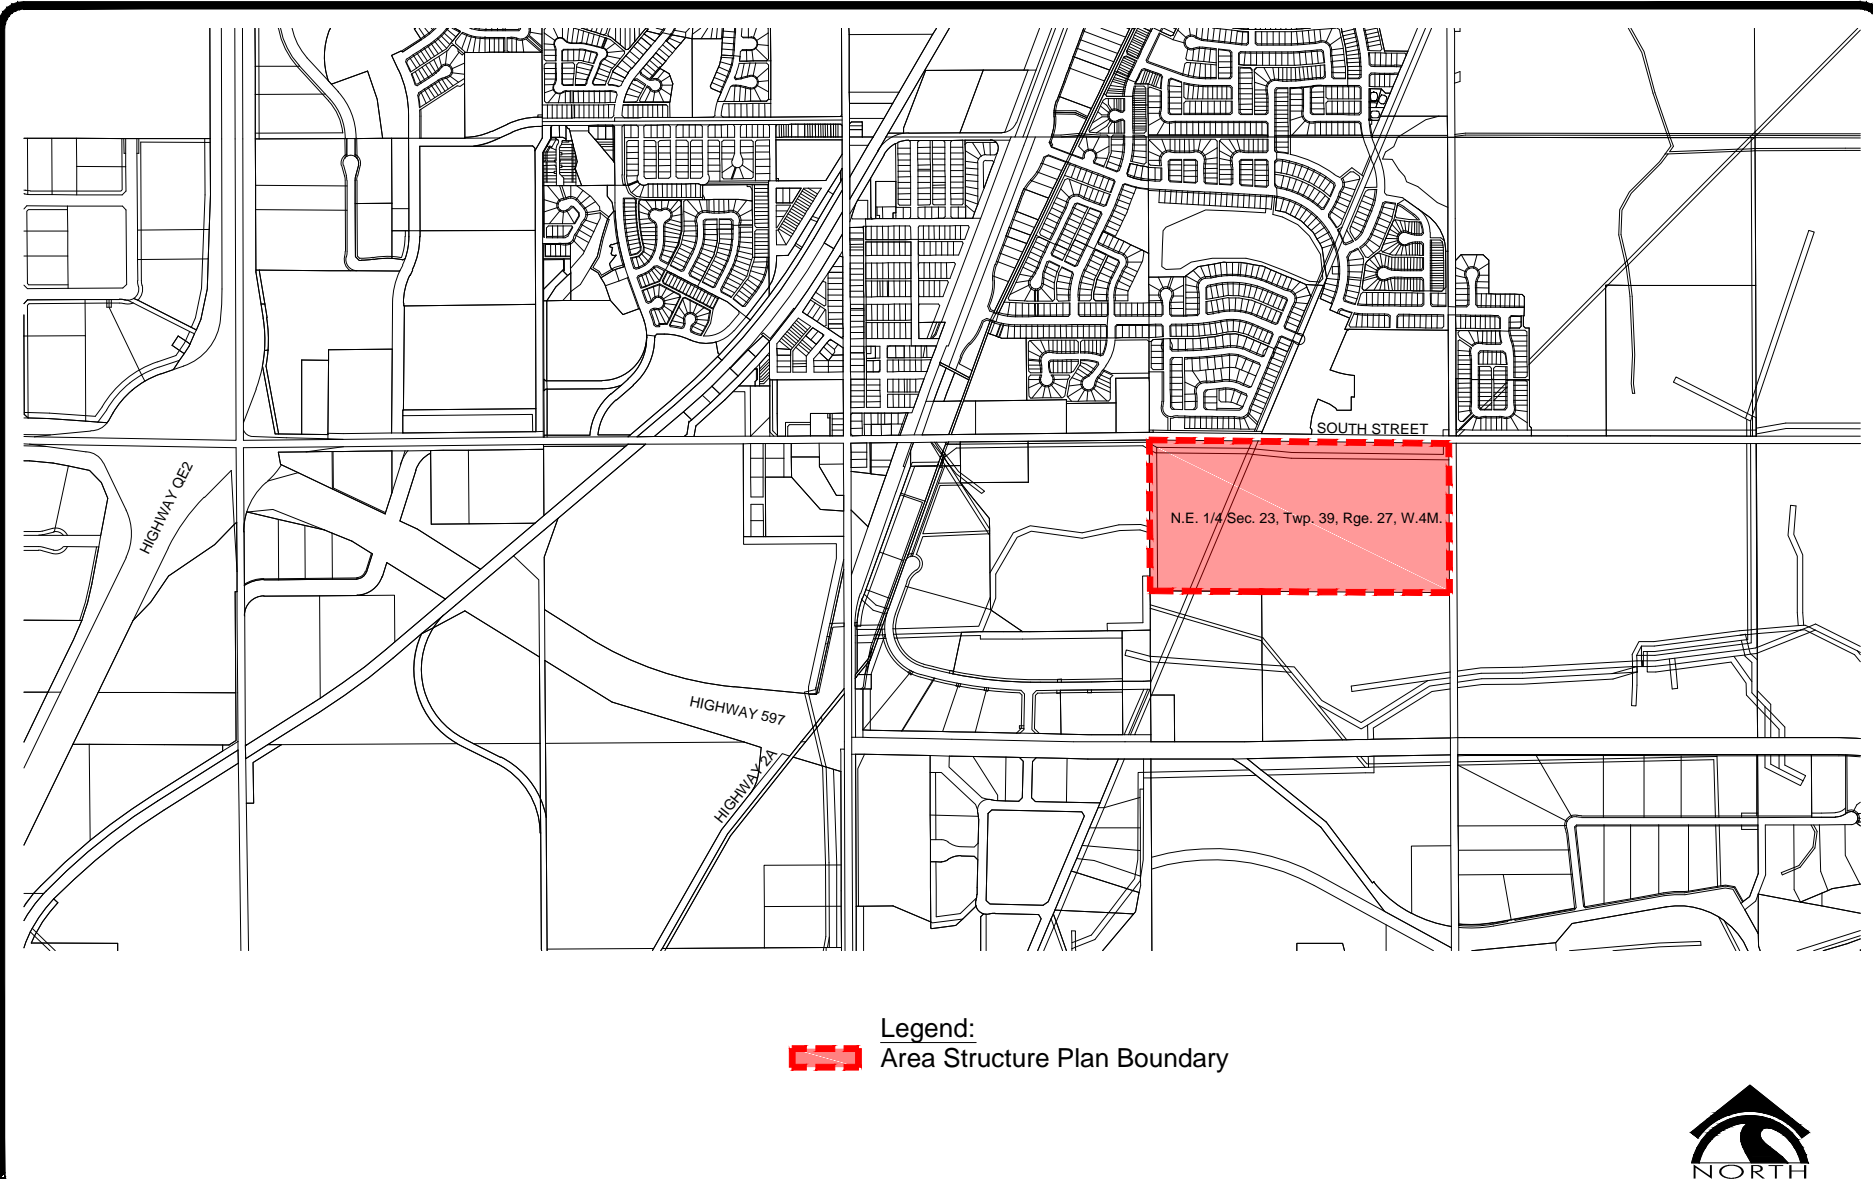 SOUTH STREET
HIGHWAY QE2
N.E. 1/4 Sec. 23, Twp. 39, Rge. 27, W.4M.
HIGHWAY 597
HIGHWAY 2A
Legend:
Area Structure Plan Boundary
NORTH